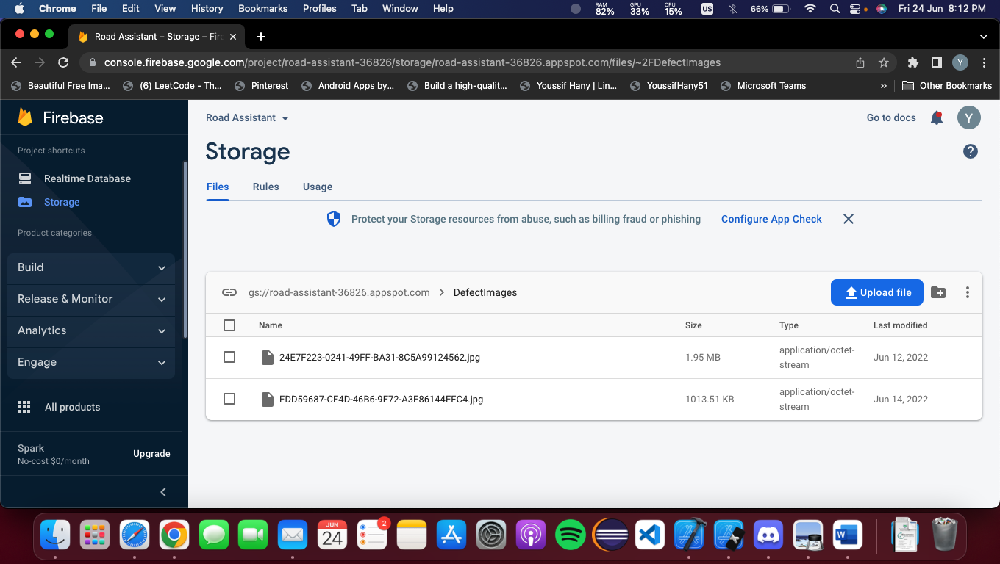 Chrome File Edit View History Bookmarks Profiles Tab Window Help RAM 82% GPU 33% CPU 15% US 66% Fri 24 Jun 8:12 PM
Road Assistant – Storage – Fire
console.firebase.google.com/project/road-assistant-36826/storage/road-assistant-36826.appspot.com/files/~2FDefectImages Y
Beautiful Free Ima... (6) LeetCode - Th... Pinterest Android Apps by... Build a high-qualit... Youssif Hany | Lin... YoussifHany51 Microsoft Teams » Other Bookmarks
Firebase
Project shortcuts
Realtime Database
Storage
Product categories
Build
Release & Monitor
Analytics
Engage
All products
Spark
No-cost $0/month
Upgrade
Road Assistant
Go to docs
Y
Storage
Files Rules Usage
Protect your Storage resources from abuse, such as billing fraud or phishing Configure App Check
gs://road-assistant-36826.appspot.com > DefectImages
Upload file
Name Size Type Last modified
24E7F223-0241-49FF-BA31-8C5A99124562.jpg 1.95 MB application/octet-stream Jun 12, 2022
EDD59687-CE4D-46B6-9E72-A3E86144EFC4.jpg 1013.51 KB application/octet-stream Jun 14, 2022
JUN
24
2
W